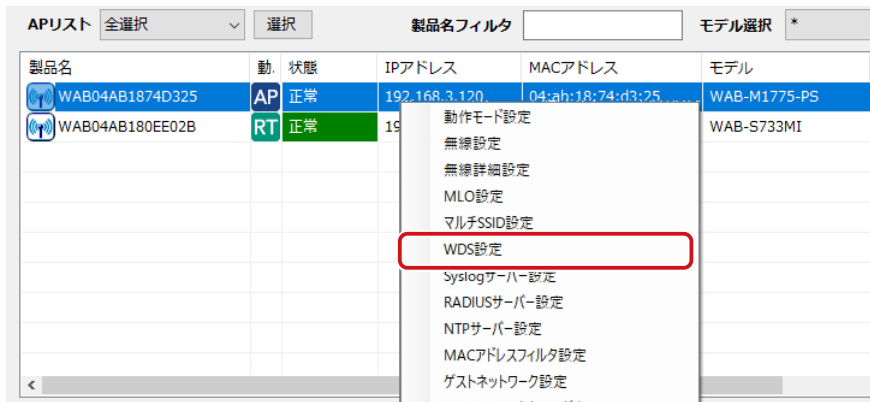 APリスト 全選択 選択 製品名フィルタ モデル選択 *
製品名 動. 状態 IPアドレス MACアドレス モデル
WAB04AB1874D325 AP 正常 192.168.3.120 04:ab:18:74:d3:25 WAB-M1775-PS
WAB04AB180EE02B RT 正常 19 WAB-S733MI
動作モード設定
無線設定
無線詳細設定
MLO設定
マルチSSID設定
WDS設定
Syslogサーバー設定
RADIUSサーバー設定
NTPサーバー設定
MACアドレスフィルタ設定
ゲストネットワーク設定